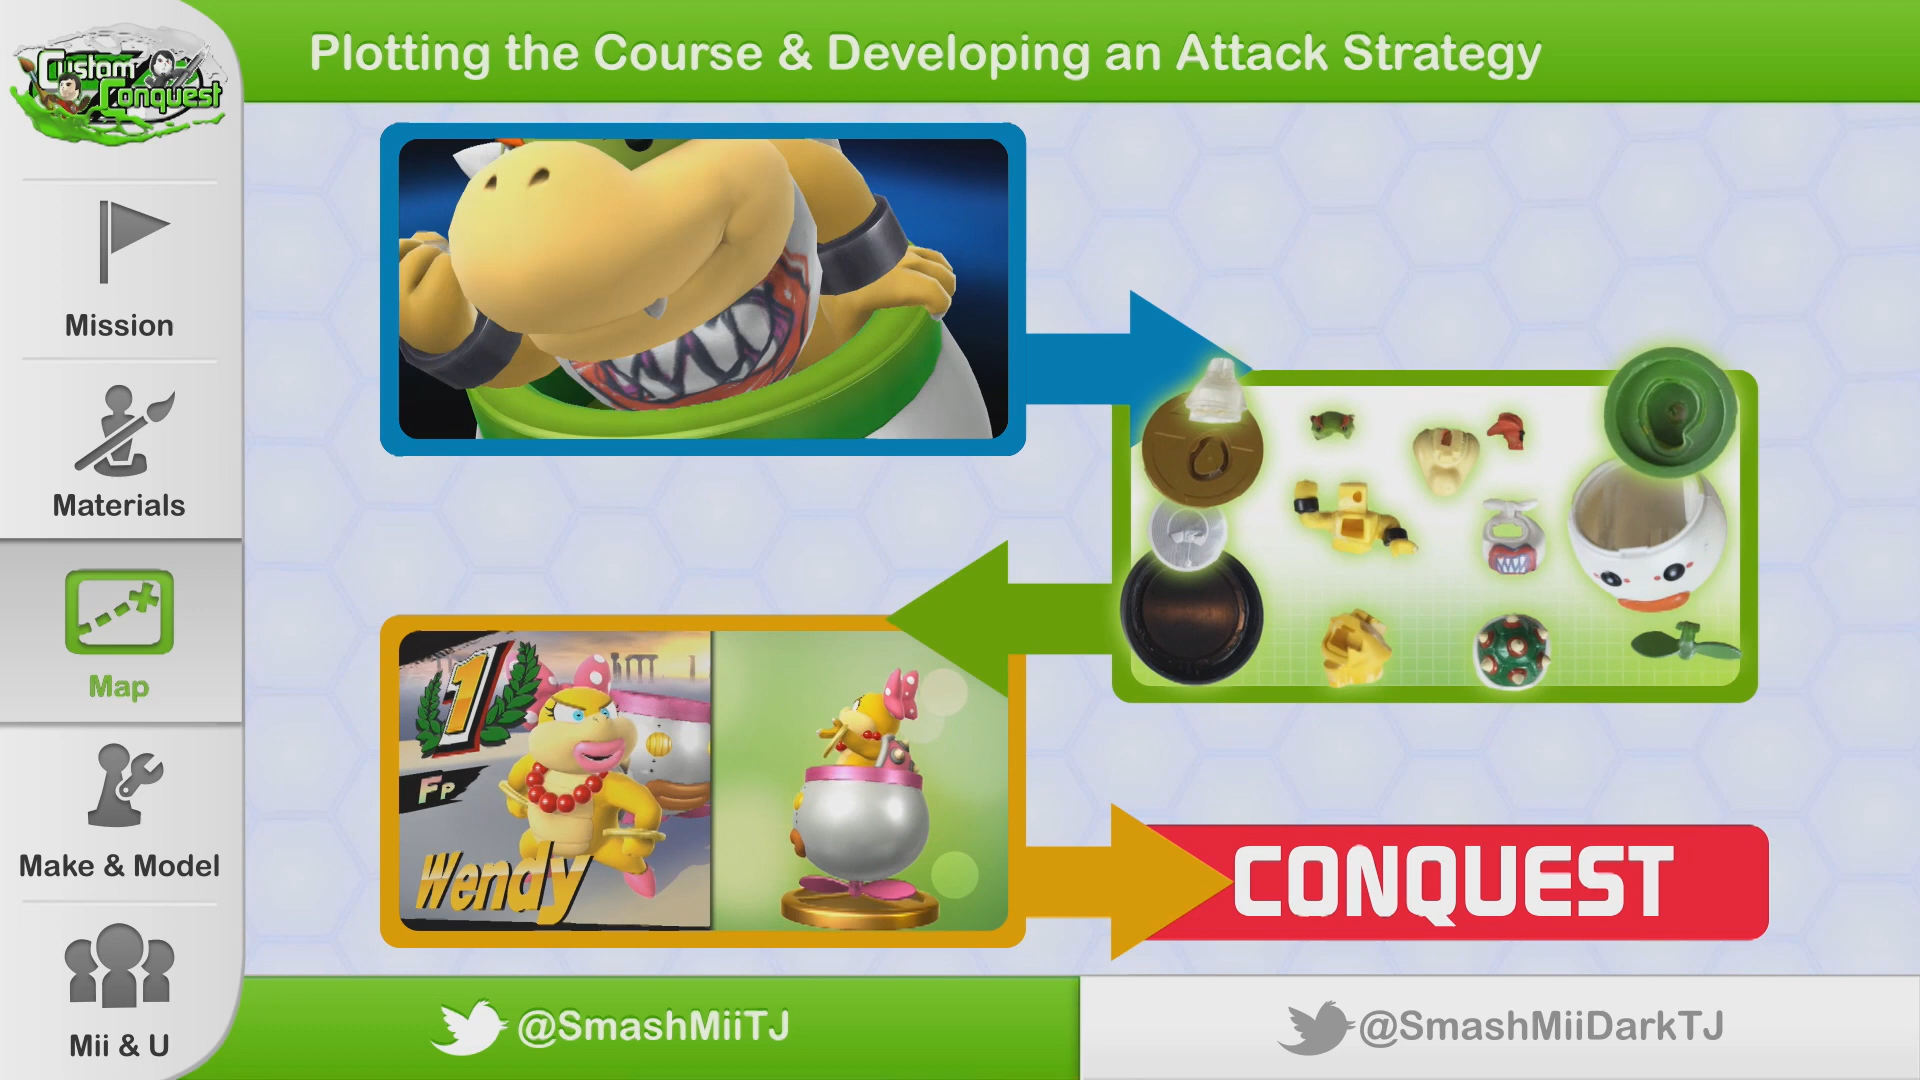 Custom
Conquest
Plotting the Course & Developing an Attack Strategy
Mission
Materials
Map
Make & Model
Mii & U
1
FP
Wendy
CONQUEST
@SmashMiiTJ
@SmashMiiDarkTJ